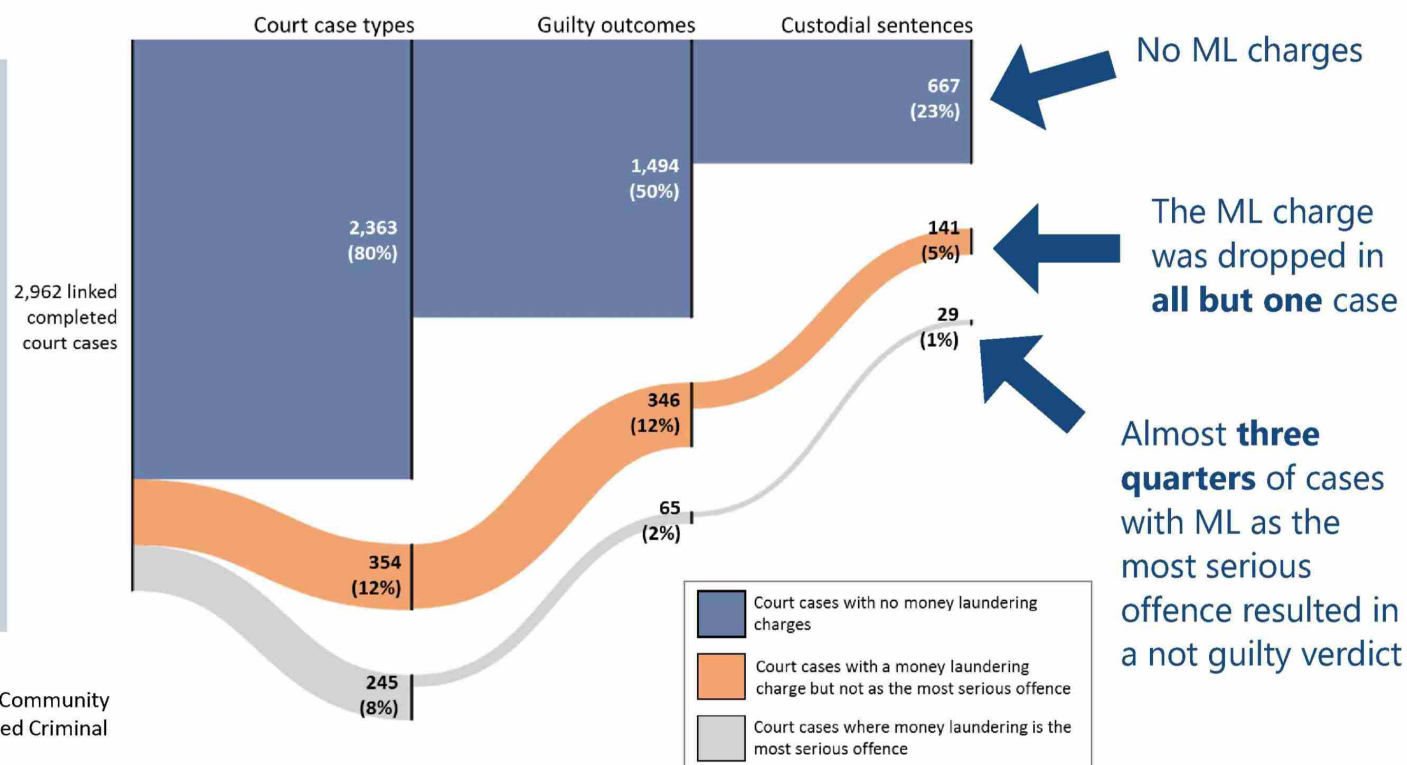 Court case types
Guilty outcomes
Custodial sentences
667
(23%)
No ML charges
1,494
(50%)
2,363
(80%)
141
(5%)
The ML charge
was dropped in
all but one case
2,962 linked
completed
court cases
29
(1%)
346
(12%)
Almost three
quarters of cases
with ML as the
most serious
offence resulted in
a not guilty verdict
65
(2%)
354
(12%)
245
(8%)
Court cases with no money laundering
charges
Court cases with a money laundering
charge but not as the most serious offence
Court cases where money laundering is the
most serious offence
Community
ed Criminal